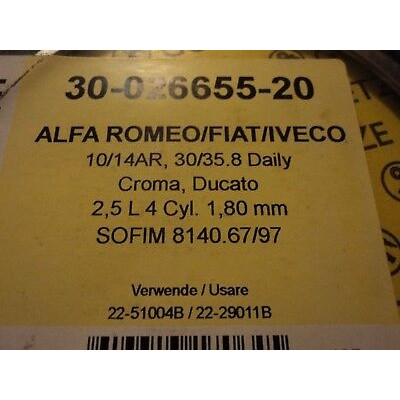 30-026655-20
ALFA ROMEO/FIAT/IVECO
10/14AR, 30/35.8 Daily
Croma, Ducato
2,5 L 4 Cyl. 1,80 mm
SOFIM 8140.67/97
Verwende / Usare
22-51004B / 22-29011B